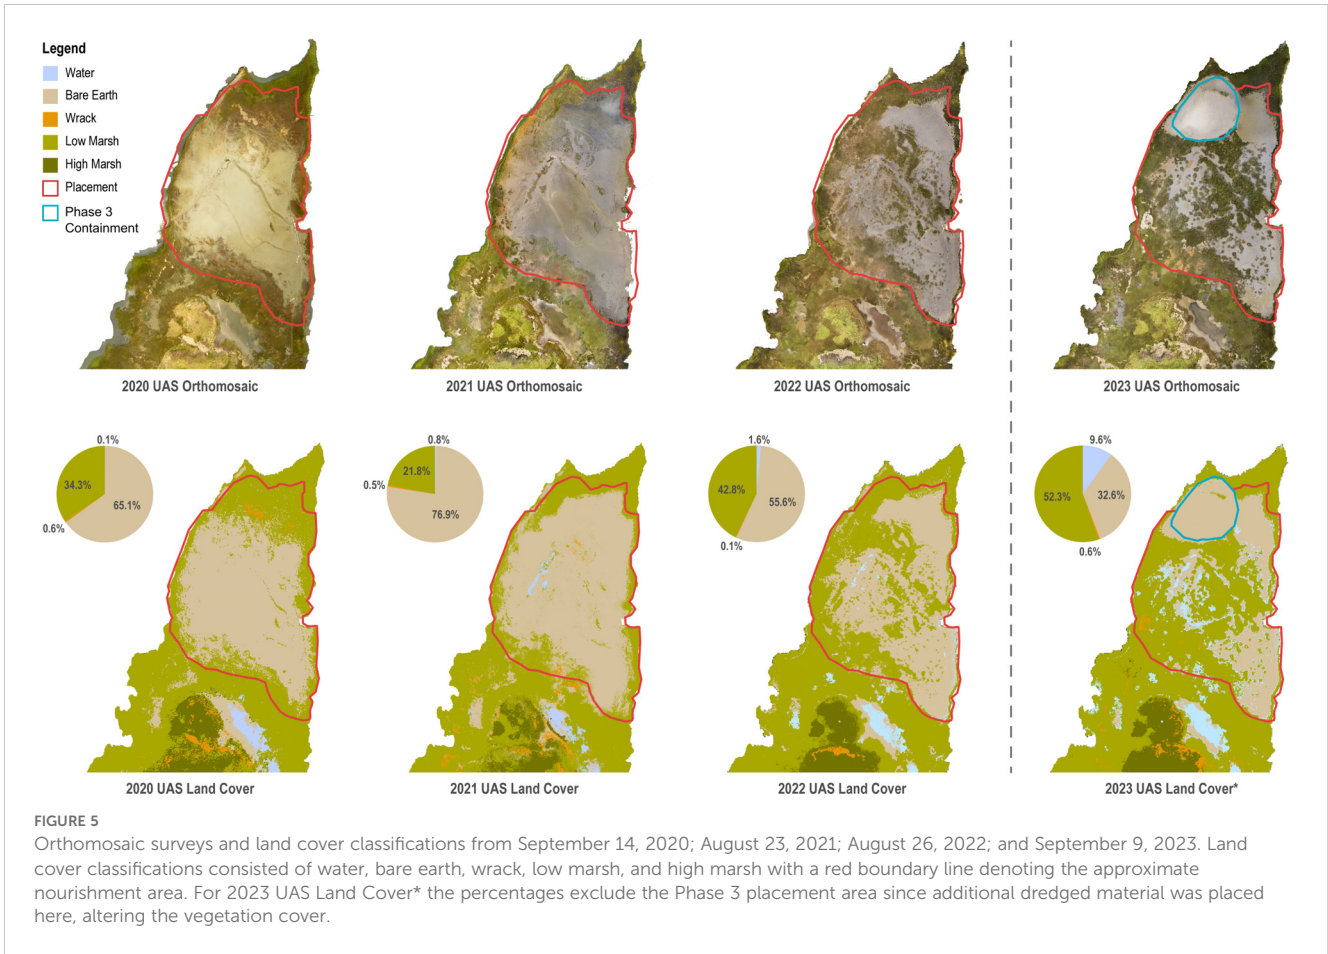 Legend
Water
Bare Earth
Wrack
Low Marsh
High Marsh
Placement
Phase 3
Containment
2020 UAS Orthomosaic
2021 UAS Orthomosaic
2022 UAS Orthomosaic
2023 UAS Orthomosaic
0.1%
34.3%
65.1%
0.6%
0.8%
21.8%
0.5%
76.9%
1.6%
42.8%
55.6%
0.1%
9.6%
52.3%
32.6%
0.6%
2020 UAS Land Cover
2021 UAS Land Cover
2022 UAS Land Cover
2023 UAS Land Cover*
FIGURE 5
Orthomosaic surveys and land cover classifications from September 14, 2020; August 23, 2021; August 26, 2022; and September 9, 2023. Land
cover classifications consisted of water, bare earth, wrack, low marsh, and high marsh with a red boundary line denoting the approximate
nourishment area. For 2023 UAS Land Cover* the percentages exclude the Phase 3 placement area since additional dredged material was placed
here, altering the vegetation cover.